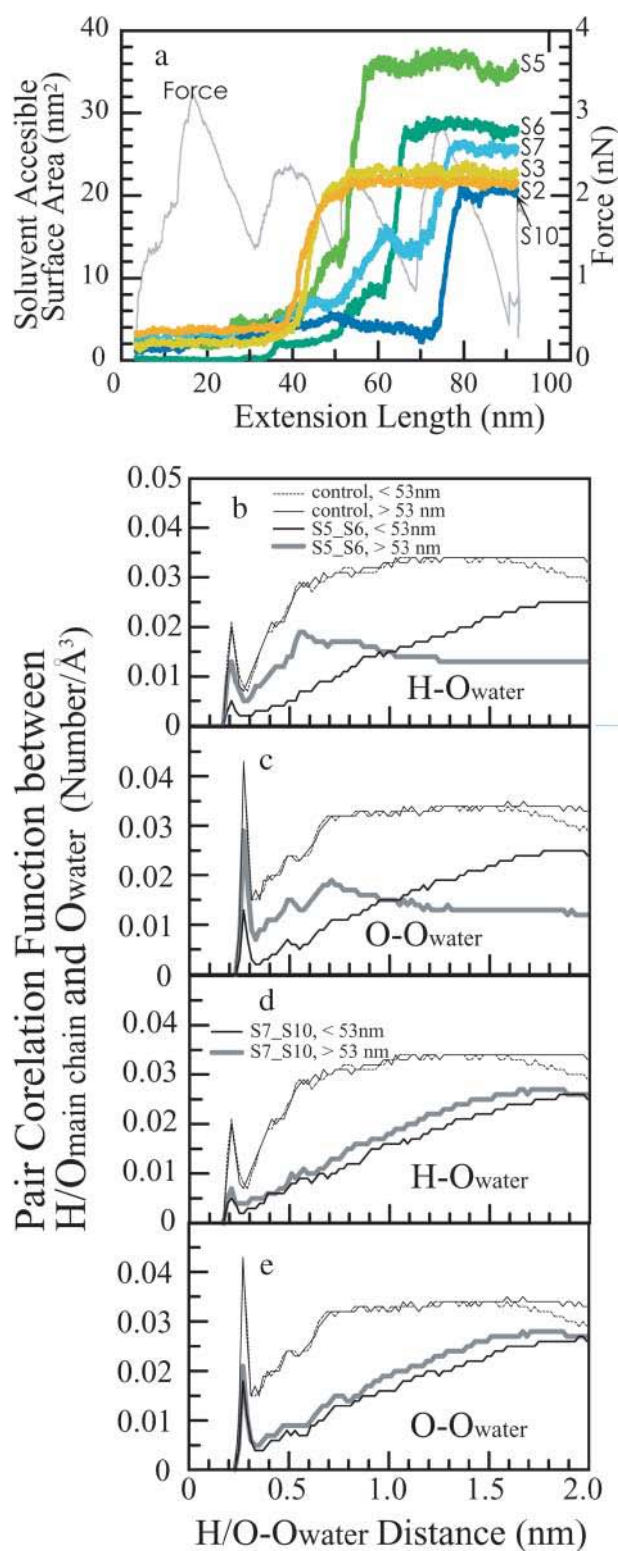 a
40
30
20
10
0
Force
S5
S6
S7
S3
S2
S10
4
3
2
1
0
Soluvent Accesible
Surface Area (nm²)
Force (nN)
0 20 40 60 80 100
Extension Length (nm)
Pair Corelation Function between
H/Omain chain and Owater (Number/Å³)
b
0.05
0.04
0.03
0.02
0.01
0
control, < 53nm
control, > 53 nm
S5_S6, < 53nm
S5_S6, > 53 nm
H-Owater
c
0.04
0.03
0.02
0.01
0
O-Owater
d
0.04
0.03
0.02
0.01
0
S7_S10, < 53nm
S7_S10, > 53 nm
H-Owater
e
0.04
0.03
0.02
0.01
0
O-Owater
0 0.5 1.0 1.5 2.0
H/O-Owater Distance (nm)